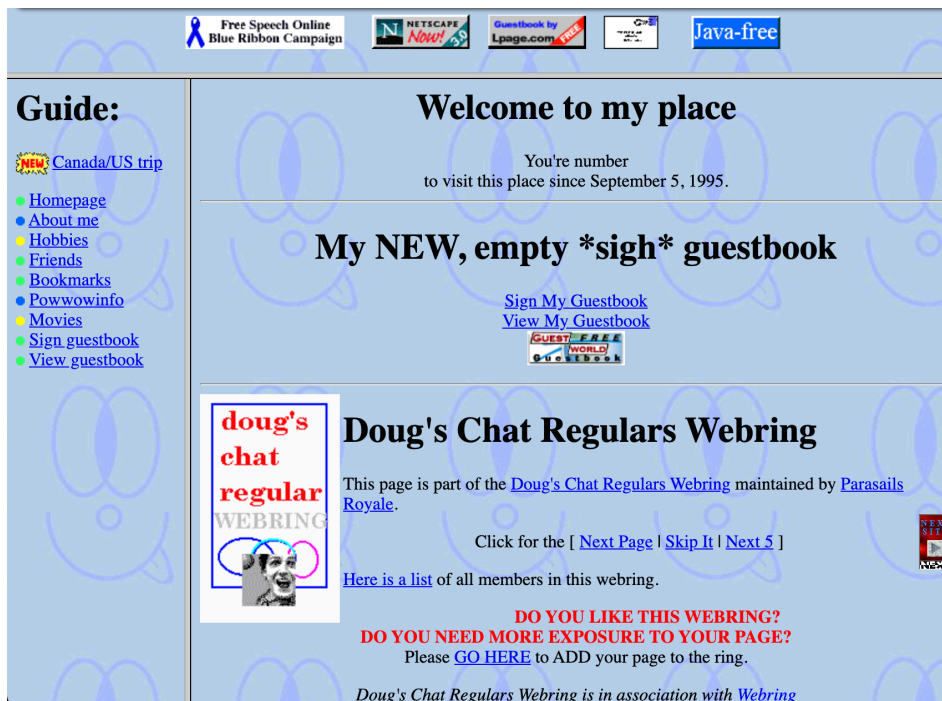 Free Speech Online
Blue Ribbon Campaign
N NETSCAPE
Now! 3.0
Guestbook by
Lpage.com FREE
Java-free
Guide:
NEW Canada/US trip
Homepage
About me
Hobbies
Friends
Bookmarks
Powwowinfo
Movies
Sign guestbook
View guestbook
Welcome to my place
You're number
to visit this place since September 5, 1995.
My NEW, empty *sigh* guestbook
Sign My Guestbook
View My Guestbook
GUEST FREE
WORLD
Guestbook
doug's
chat
regular
WEBRING
Doug's Chat Regulars Webring
This page is part of the Doug's Chat Regulars Webring maintained by Parasails
Royale.
Click for the [ Next Page | Skip It | Next 5 ]
Here is a list of all members in this webring.
DO YOU LIKE THIS WEBRING?
DO YOU NEED MORE EXPOSURE TO YOUR PAGE?
Please GO HERE to ADD your page to the ring.
Doug's Chat Regulars Webring is in association with Webring